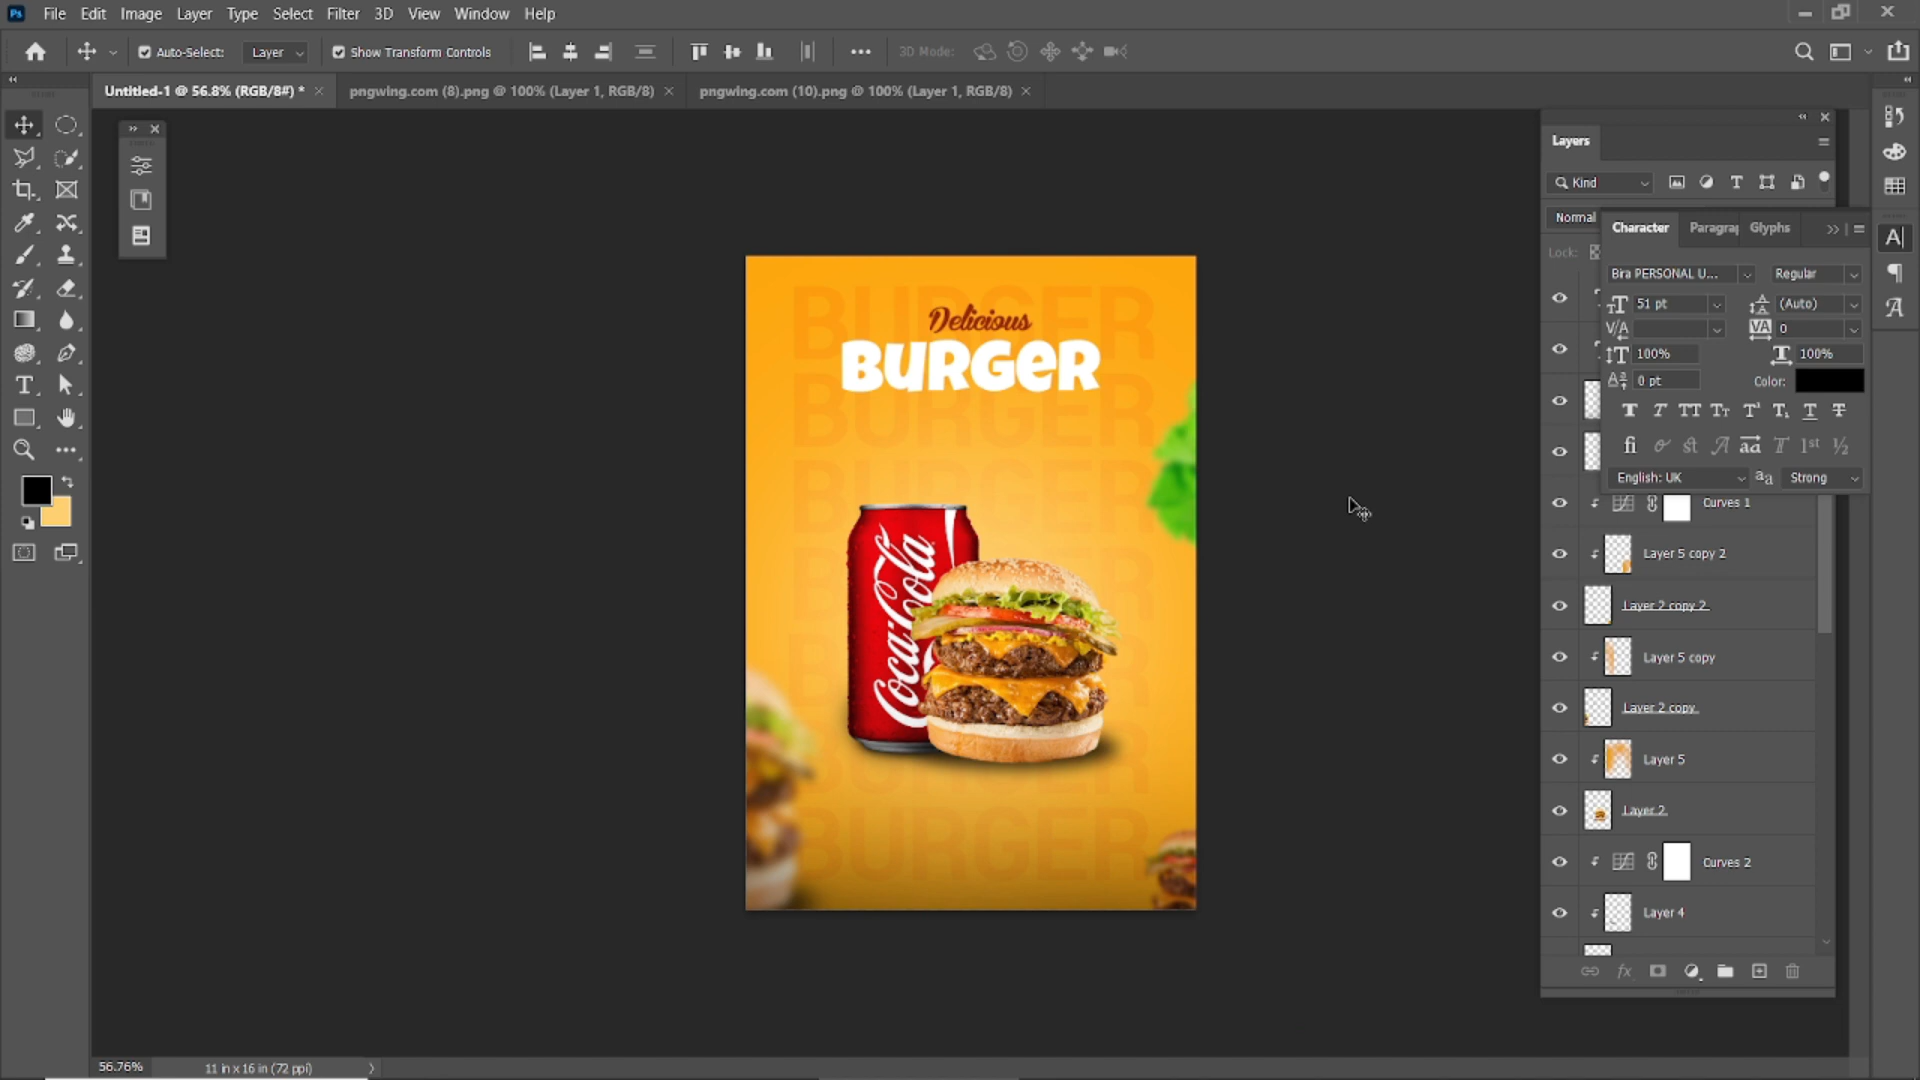 Ps File Edit Image Layer Type Select Filter 3D View Window Help
Auto-Select: Layer Show Transform Controls 3D Mode:
Untitled-1 @ 56.8% (RGB/8#) * pngwing.com (8).png @ 100% (Layer 1, RGB/8) pngwing.com (10).png @ 100% (Layer 1, RGB/8)
Layers
Kind
Normal
Lock:
Character Paragrap Glyphs
Bira PERSONAL U... Regular
51 pt (Auto)
0
100% 100%
0 pt Color:
English: UK Strong
Curves 1
Layer 5 copy 2
Layer 2 copy 2
Layer 5 copy
Layer 2 copy
Layer 5
Layer 2
Curves 2
Layer 4
BURGER
Delicious
BURGER
BURGER
BURGER
BURGER
BURGER
BURGER
BURGER
Coca-Cola
56.76% 11 in x 16 in (72 ppi)